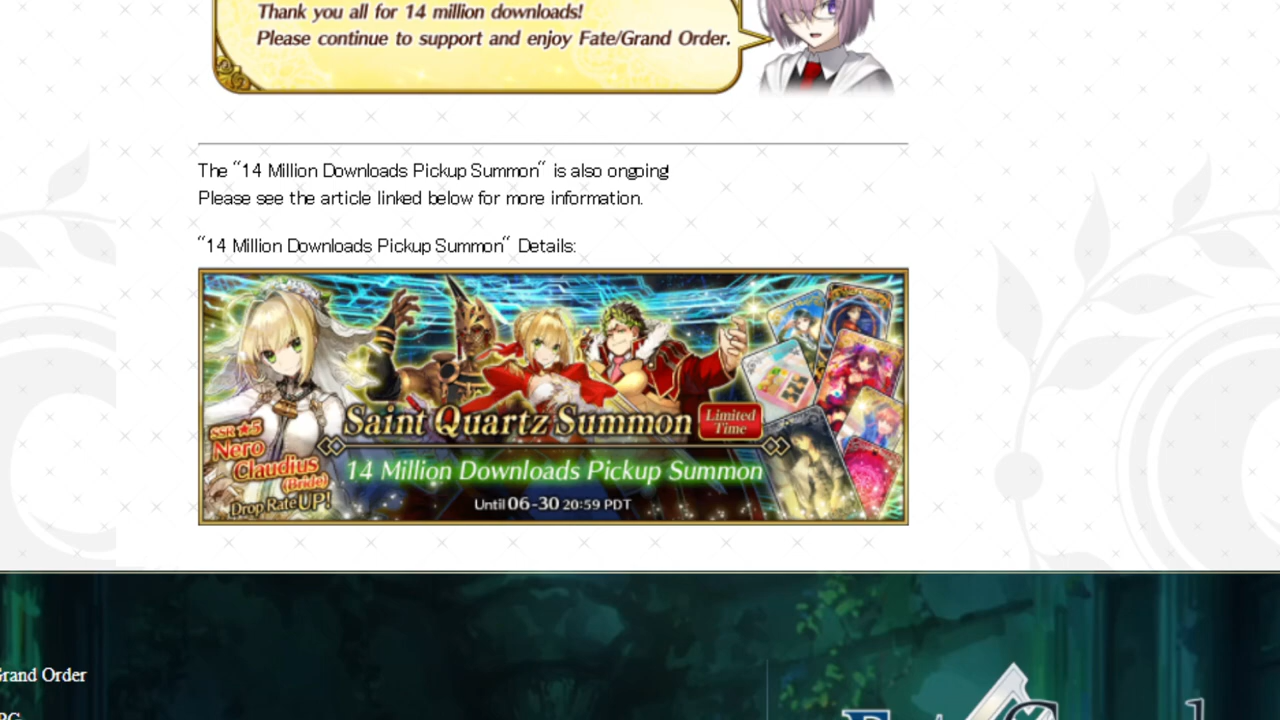 Thank you all for 14 million downloads!
Please continue to support and enjoy Fate/Grand Order.
The "14 Million Downloads Pickup Summon" is also ongoing!
Please see the article linked below for more information.
"14 Million Downloads Pickup Summon" Details:
SSR ★5
Nero
Claudius
(Bride)
Drop Rate UP!
Saint Quartz Summon
Limited
Time
14 Million Downloads Pickup Summon
Until 06-30 20:59 PDT
Grand Order